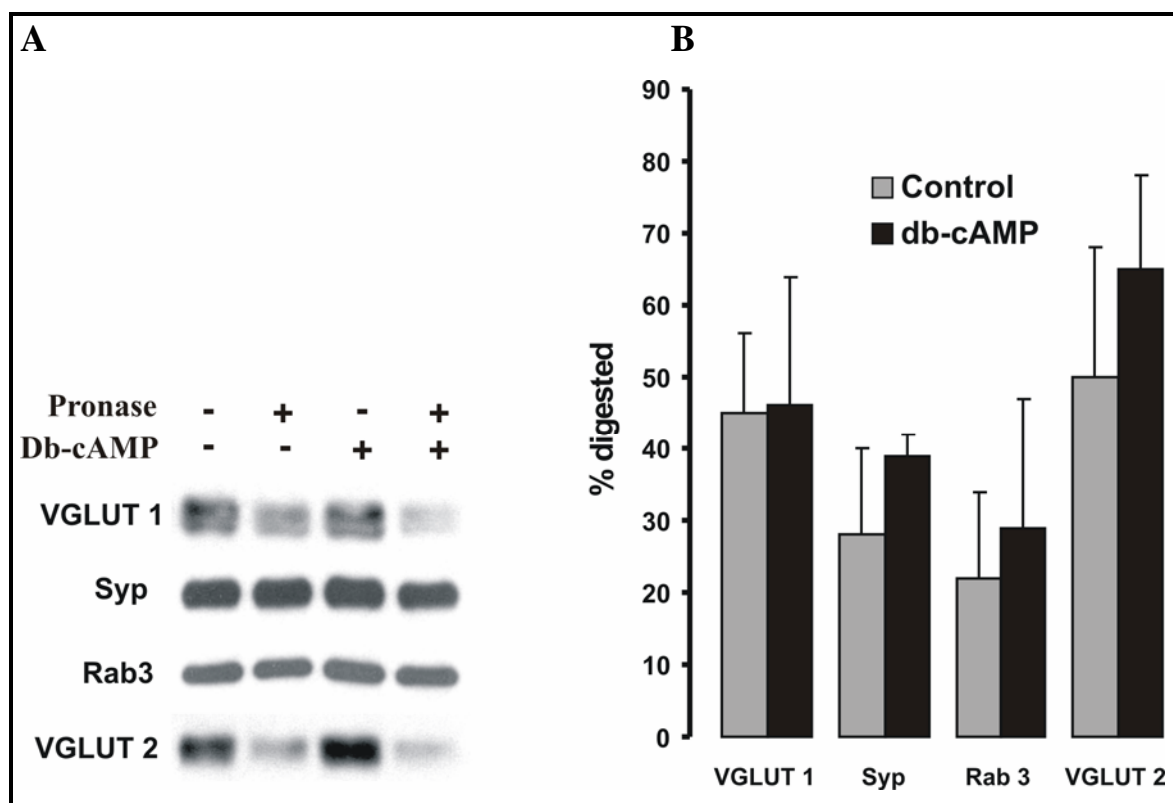 A
Pronase - + - +
Db-cAMP - - + +
VGLUT 1
Syp
Rab3
VGLUT 2
B
90
80
70
60
50
40
30
20
10
0
% digested
Control
db-cAMP
VGLUT 1 Syp Rab 3 VGLUT 2